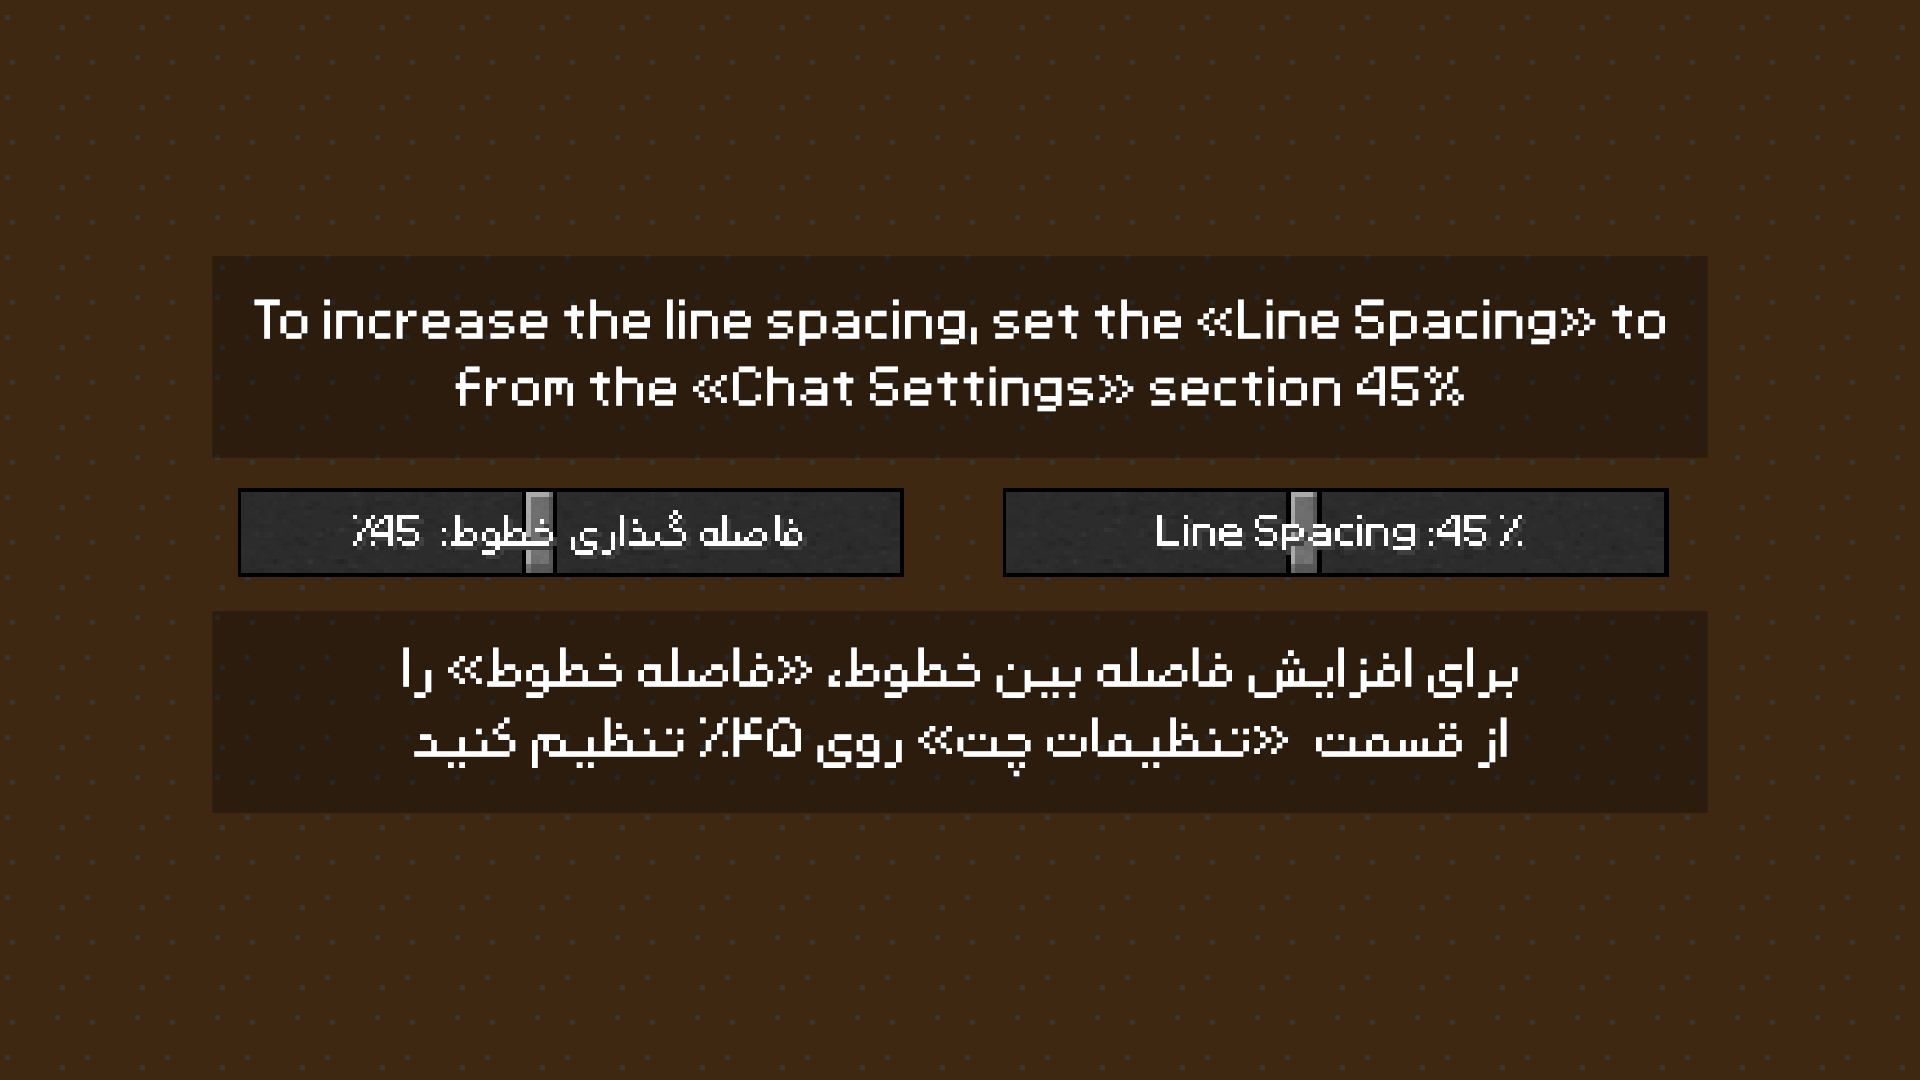 To increase the line spacing, set the «Line Spacing» to
from the «Chat Settings» section 45%
فاصله گذاری خطوط: 45٪
Line Spacing :45 ٪
برای افزایش فاصله بین خطوط، «فاصله خطوط» را
از قسمت «تنظیمات چت» روی ۴۵٪ تنظیم کنید